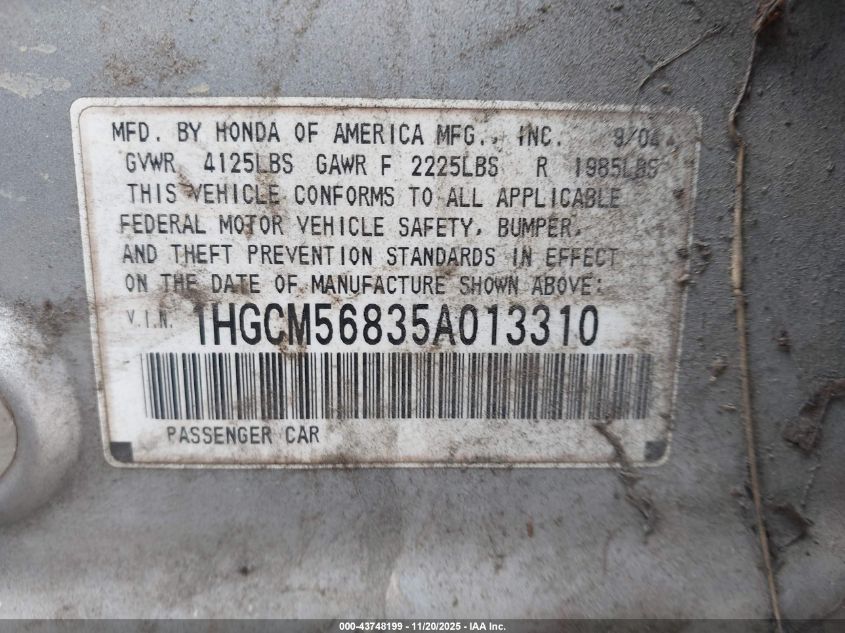 MFD. BY HONDA OF AMERICA MFG., INC. 9/04
GVWR 4125LBS GAWR F 2225LBS R 1985LBS
THIS VEHICLE CONFORMS TO ALL APPLICABLE
FEDERAL MOTOR VEHICLE SAFETY, BUMPER,
AND THEFT PREVENTION STANDARDS IN EFFECT
ON THE DATE OF MANUFACTURE SHOWN ABOVE:
V.I.N. 1HGCM56835A013310
PASSENGER CAR
000-43748199 — 11/20/2025 — IAA Inc.